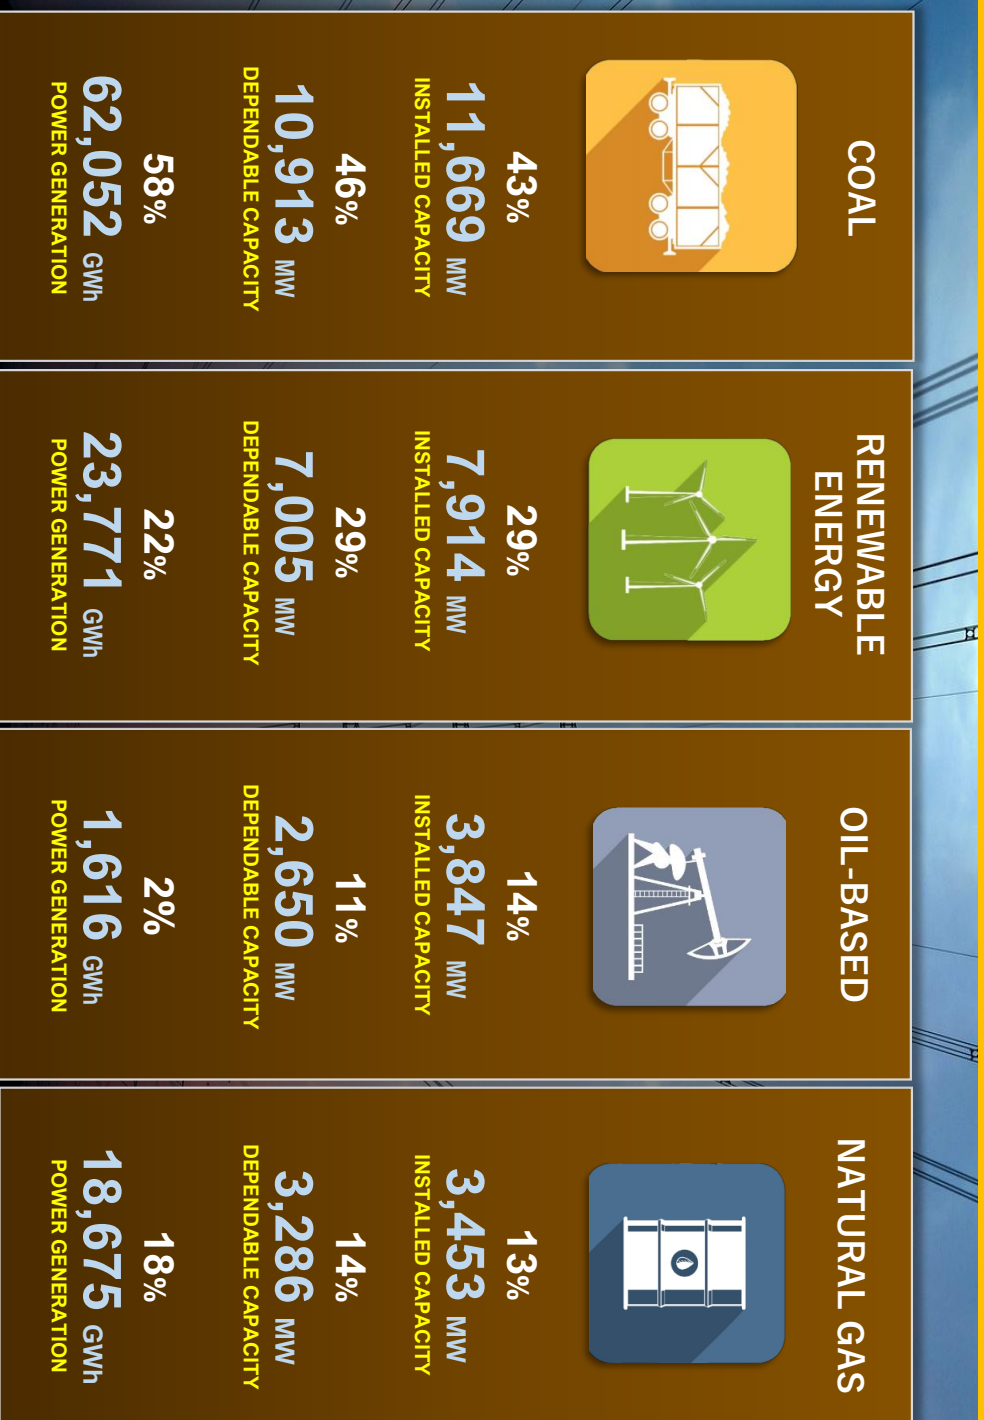 COAL
43%
11,669 MW
INSTALLED CAPACITY
46%
10,913 MW
DEPENDABLE CAPACITY
58%
62,052 GWh
POWER GENERATION
RENEWABLE
ENERGY
29%
7,914 MW
INSTALLED CAPACITY
29%
7,005 MW
DEPENDABLE CAPACITY
22%
23,771 GWh
POWER GENERATION
OIL-BASED
14%
3,847 MW
INSTALLED CAPACITY
11%
2,650 MW
DEPENDABLE CAPACITY
2%
1,616 GWh
POWER GENERATION
NATURAL GAS
13%
3,453 MW
INSTALLED CAPACITY
14%
3,286 MW
DEPENDABLE CAPACITY
18%
18,675 GWh
POWER GENERATION